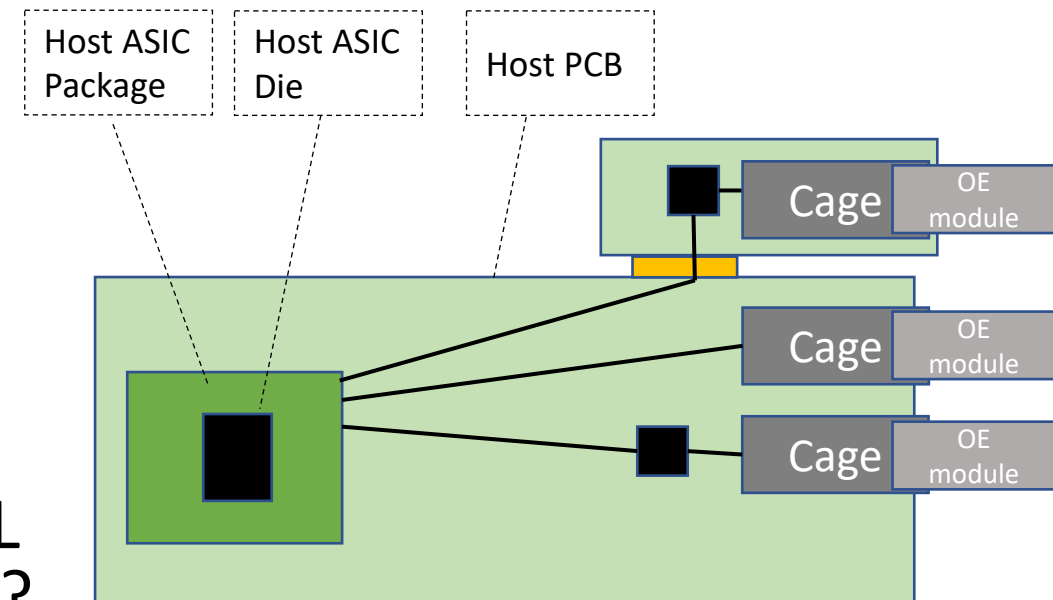 Host ASIC
Package
Host ASIC
Die
Host PCB
Cage
OE
module
Cage
OE
module
Cage
OE
module
L
?